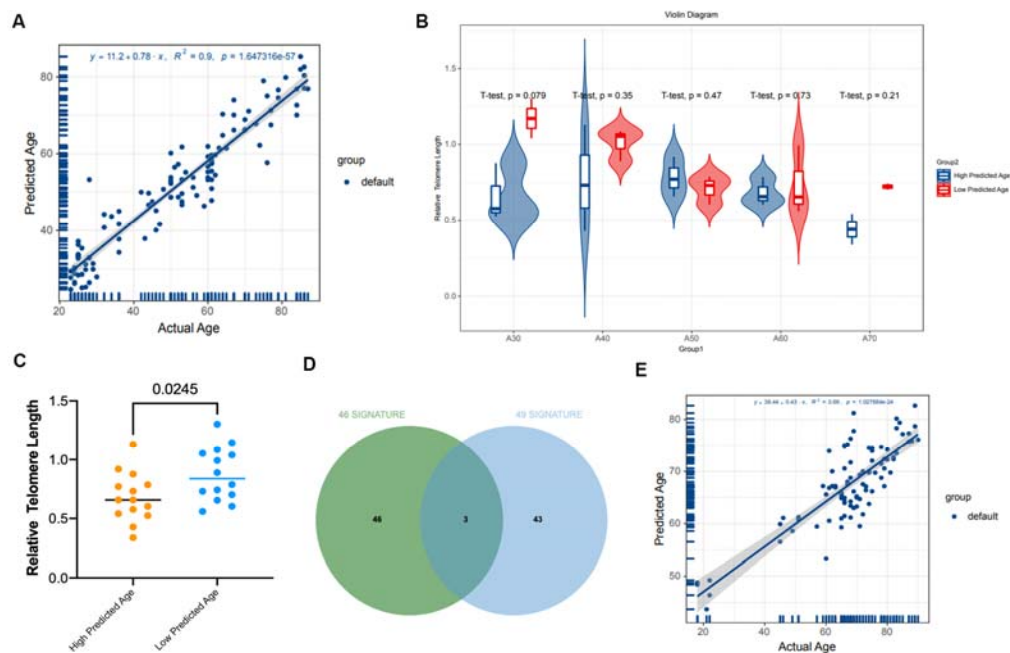 A
y = 11.2 + 0.78 · x, R² = 0.9, p = 1.647316e-57
80
60
40
Predicted Age
20 40 60 80
Actual Age
group
default
B
Violin Diagram
1.5
1.0
0.5
0.0
Relative Telomere Length
T-test, p = 0.079
T-test, p = 0.35
T-test, p = 0.47
T-test, p = 0.73
T-test, p = 0.21
A30 A40 A50 A60 A70
Group1
Group2
High Predicted Age
Low Predicted Age
C
0.0245
1.5
1.0
0.5
0.0
Relative Telomere Length
High Predicted Age
Low Predicted Age
D
46 SIGNATURE
49 SIGNATURE
46
3
43
E
80
70
60
50
Predicted Age
20 40 60 80
Actual Age
group
default